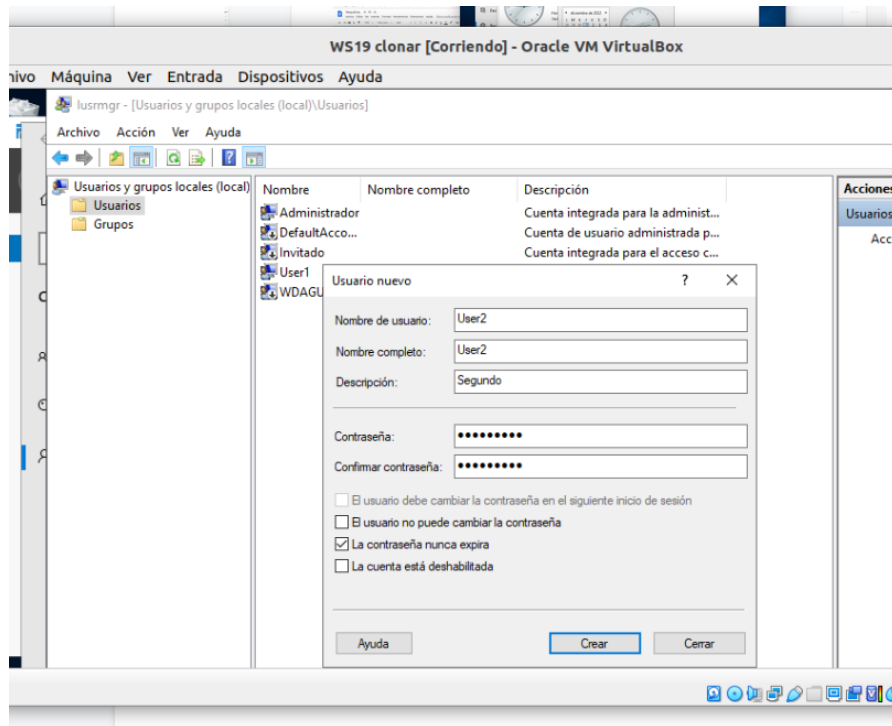 WS19 clonar [Corriendo] - Oracle VM VirtualBox
hivo Máquina Ver Entrada Dispositivos Ayuda
lusrmgr - [Usuarios y grupos locales (local)\Usuarios]
Archivo Acción Ver Ayuda
Usuarios y grupos locales (local)
Usuarios
Grupos
Nombre Nombre completo Descripción
Administrador Cuenta integrada para la administ...
DefaultAcco... Cuenta de usuario administrada p...
Invitado Cuenta integrada para el acceso c...
User1
WDAGU
Acciones
Usuarios
Acc
Usuario nuevo ? ×
Nombre de usuario: User2
Nombre completo: User2
Descripción: Segundo
Contraseña: •••••••••
Confirmar contraseña: •••••••••
El usuario debe cambiar la contraseña en el siguiente inicio de sesión
El usuario no puede cambiar la contraseña
La contraseña nunca expira
La cuenta está deshabilitada
Ayuda Crear Cerrar